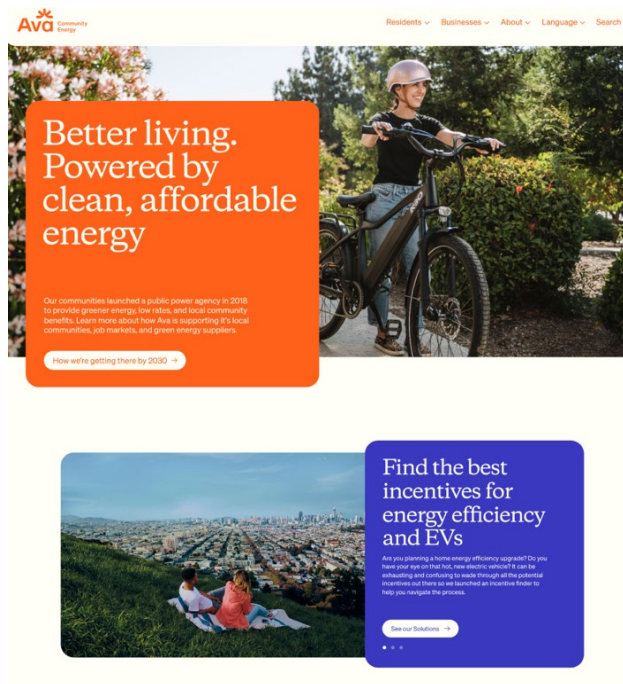 Ava Community
Energy
Residents Businesses About Language Search
Better living.
Powered by
clean, affordable
energy
Our communities launched a public power agency in 2018
to provide greener energy, low rates, and local community
benefits. Learn more about how Ava is supporting it's local
communities, job markets, and green energy suppliers.
How we're getting there by 2030 →
Find the best
incentives for
energy efficiency
and EVs
Are you planning a home energy efficiency upgrade? Do you
have your eye on that hot, new electric vehicle? It can be
exhausting and confusing to wade through all the potential
incentives out there so we launched an incentive finder to
help you navigate the process.
See our Solutions →